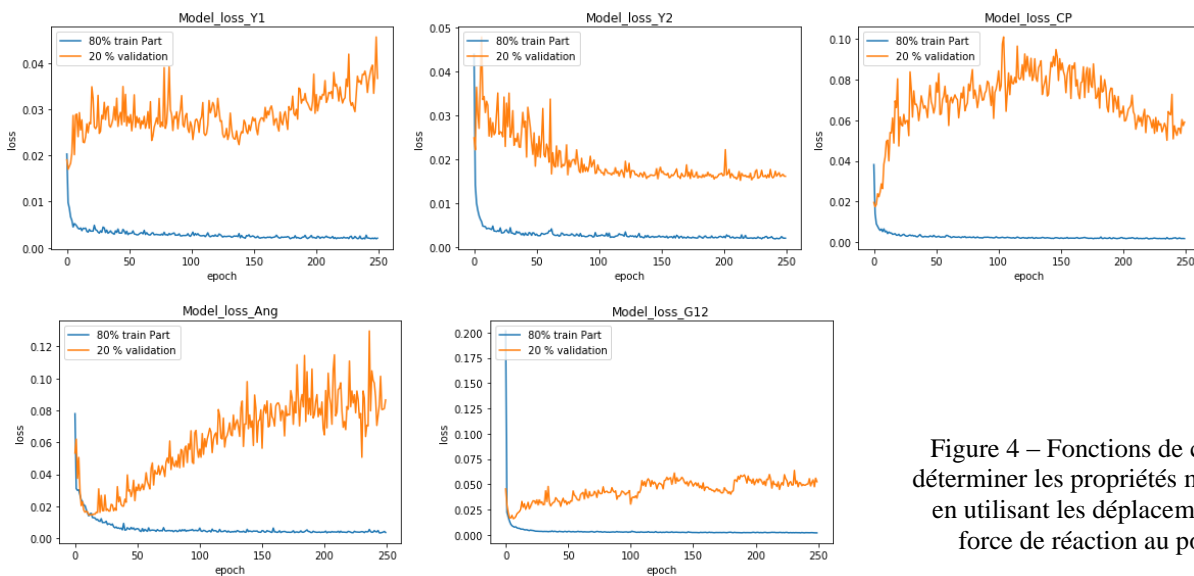 Model_loss_Y1
80% train Part
20 % validation
loss
0.04
0.03
0.02
0.01
0.00
0 50 100 150 200 250
epoch
Model_loss_Y2
80% train Part
20 % validation
loss
0.05
0.04
0.03
0.02
0.01
0.00
0 50 100 150 200 250
epoch
Model_loss_CP
80% train Part
20 % validation
loss
0.10
0.08
0.06
0.04
0.02
0.00
0 50 100 150 200 250
epoch
Model_loss_Ang
80% train Part
20 % validation
loss
0.12
0.10
0.08
0.06
0.04
0.02
0.00
0 50 100 150 200 250
epoch
Model_loss_G12
80% train Part
20 % validation
loss
0.200
0.175
0.150
0.125
0.100
0.075
0.050
0.025
0.000
0 50 100 150 200 250
epoch
Figure 4 – Fonctions de
déterminer les propriétés
en utilisant les
force de réaction au